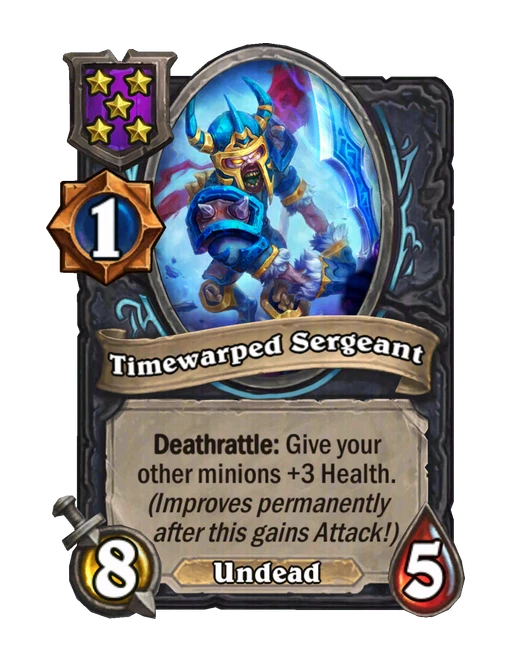 1
Timewarped Sergeant
Deathrattle: Give your
other minions +3 Health.
(Improves permanently
after this gains Attack!)
8
Undead
5